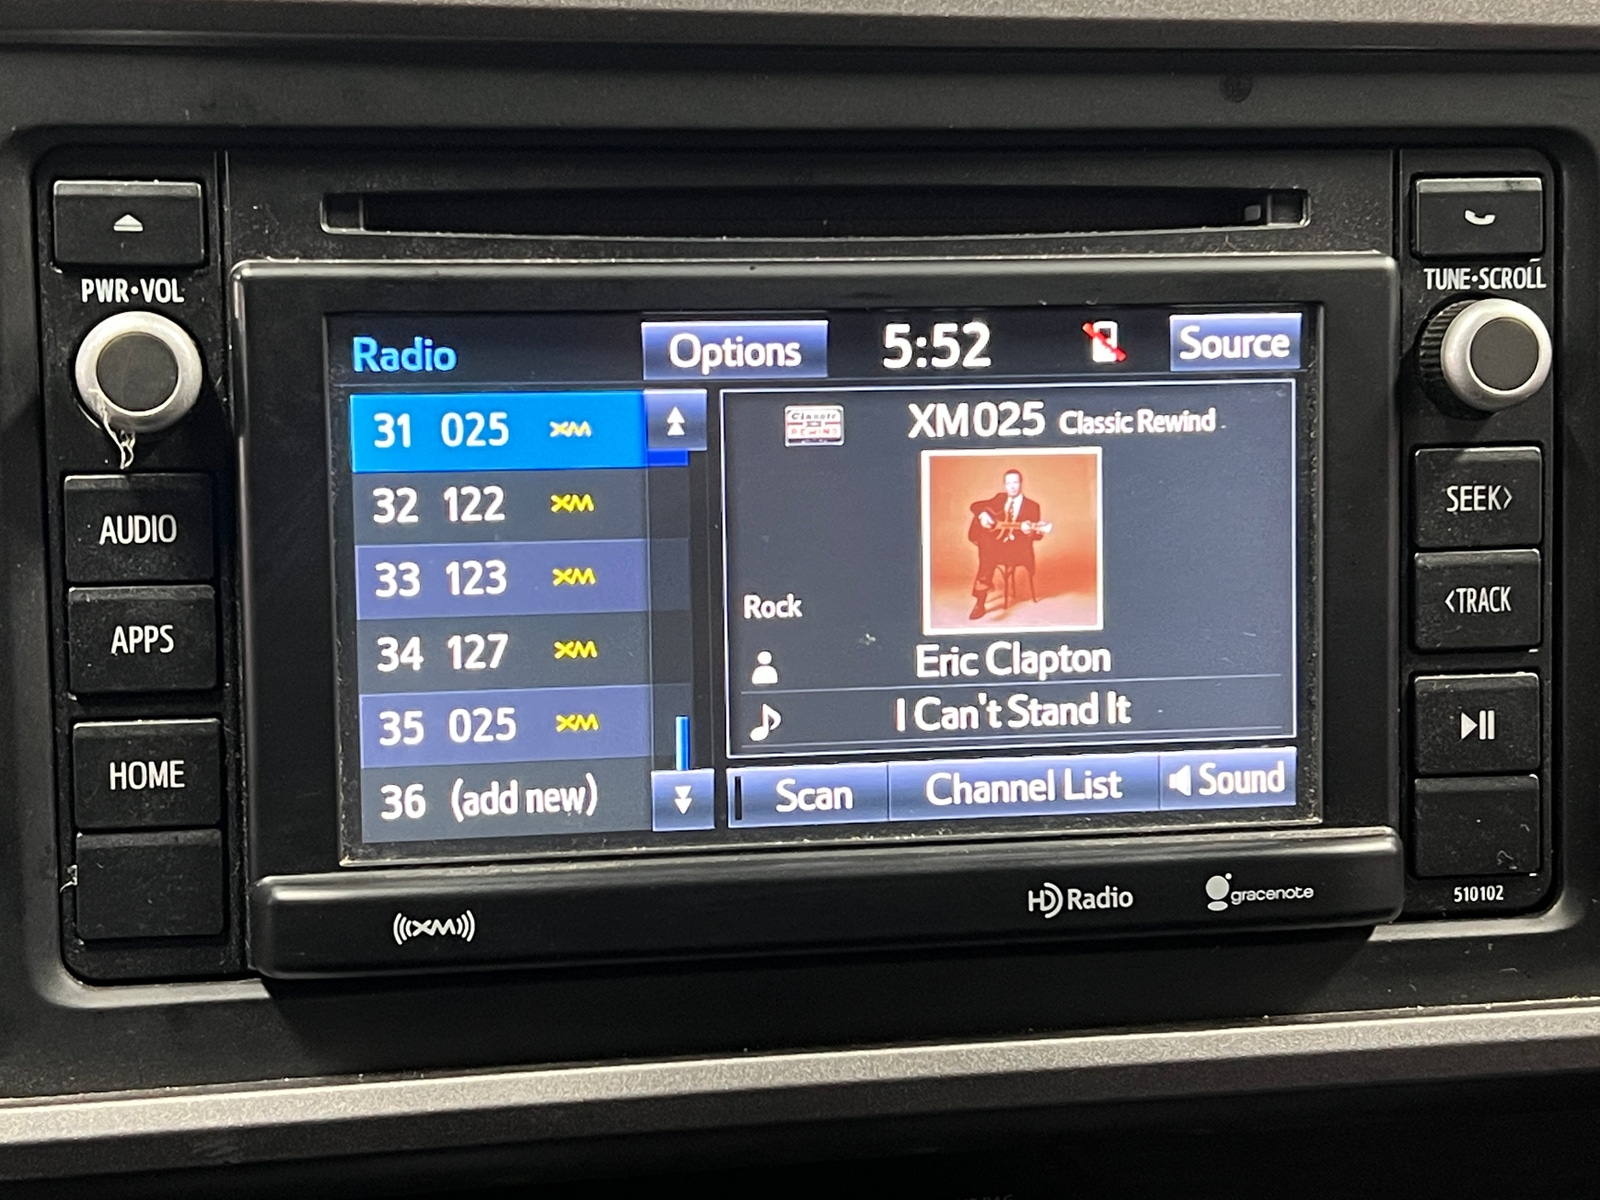 PWR•VOL
AUDIO
APPS
HOME
Radio
Options
5:52
Source
31 025 XM
32 122 XM
33 123 XM
34 127 XM
35 025 XM
36 (add new)
Classic
REWIND
XM025 Classic Rewind
Rock
Eric Clapton
I Can't Stand It
Scan
Channel List
Sound
TUNE•SCROLL
SEEK>
<TRACK
510102
((XM))
HD Radio
gracenote